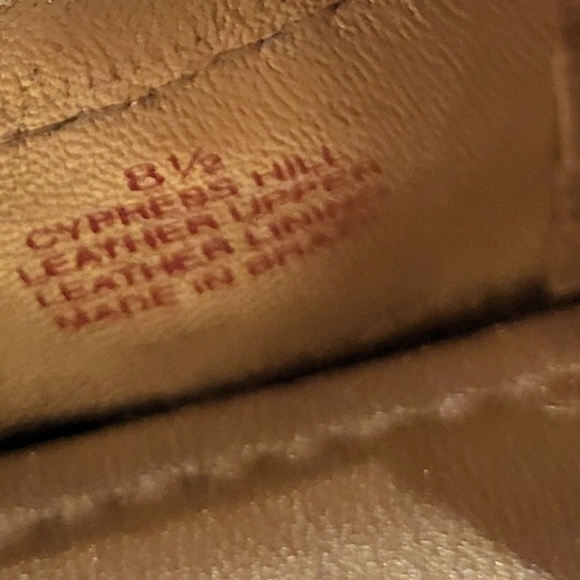 8 1/2
CYPRESS HILL
LEATHER UPPER
LEATHER LINING
MADE IN BRAZIL